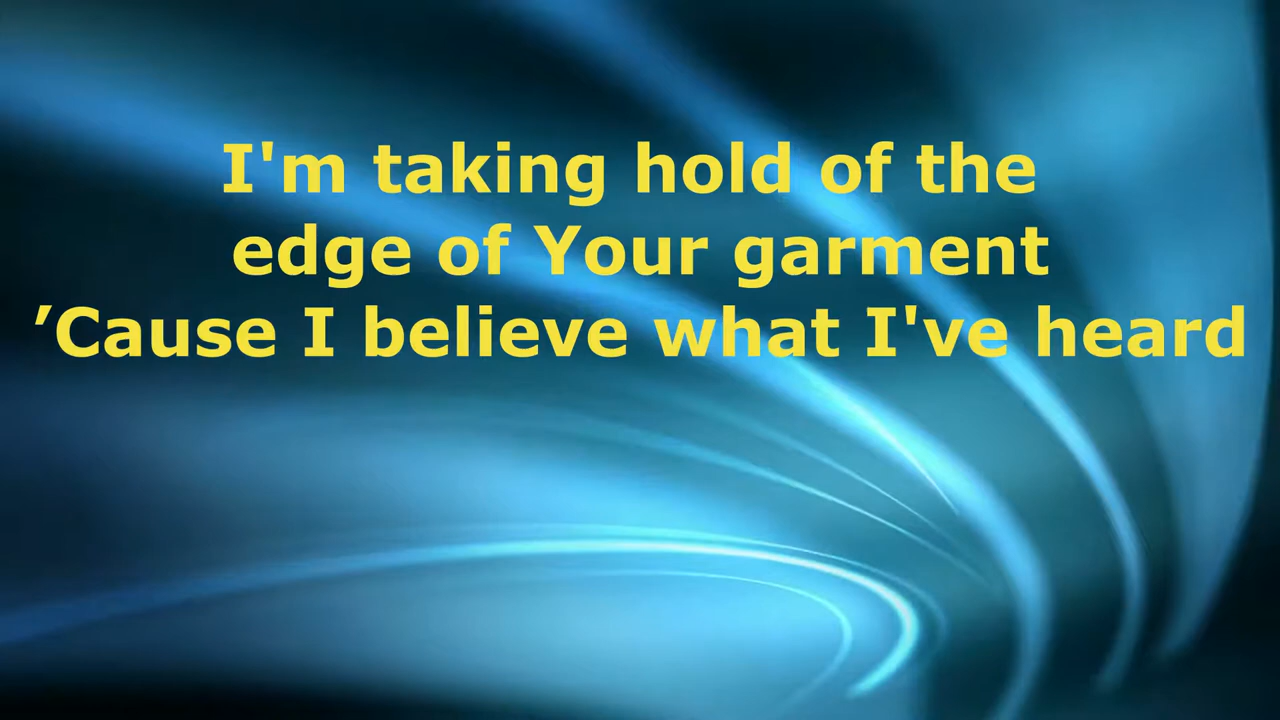 I'm taking hold of the
edge of Your garment
’Cause I believe what I've heard